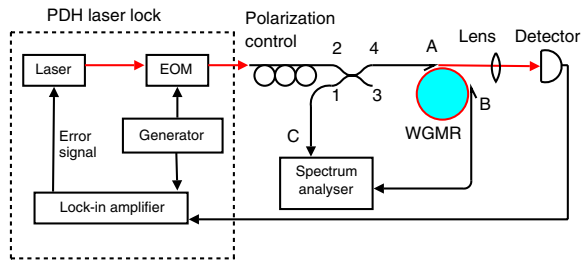 PDH laser lock
Polarization
control
Lens
Detector
Laser
EOM
2
4
A
1
3
B
WGMR
C
Error
signal
Generator
Spectrum
analyser
Lock-in amplifier